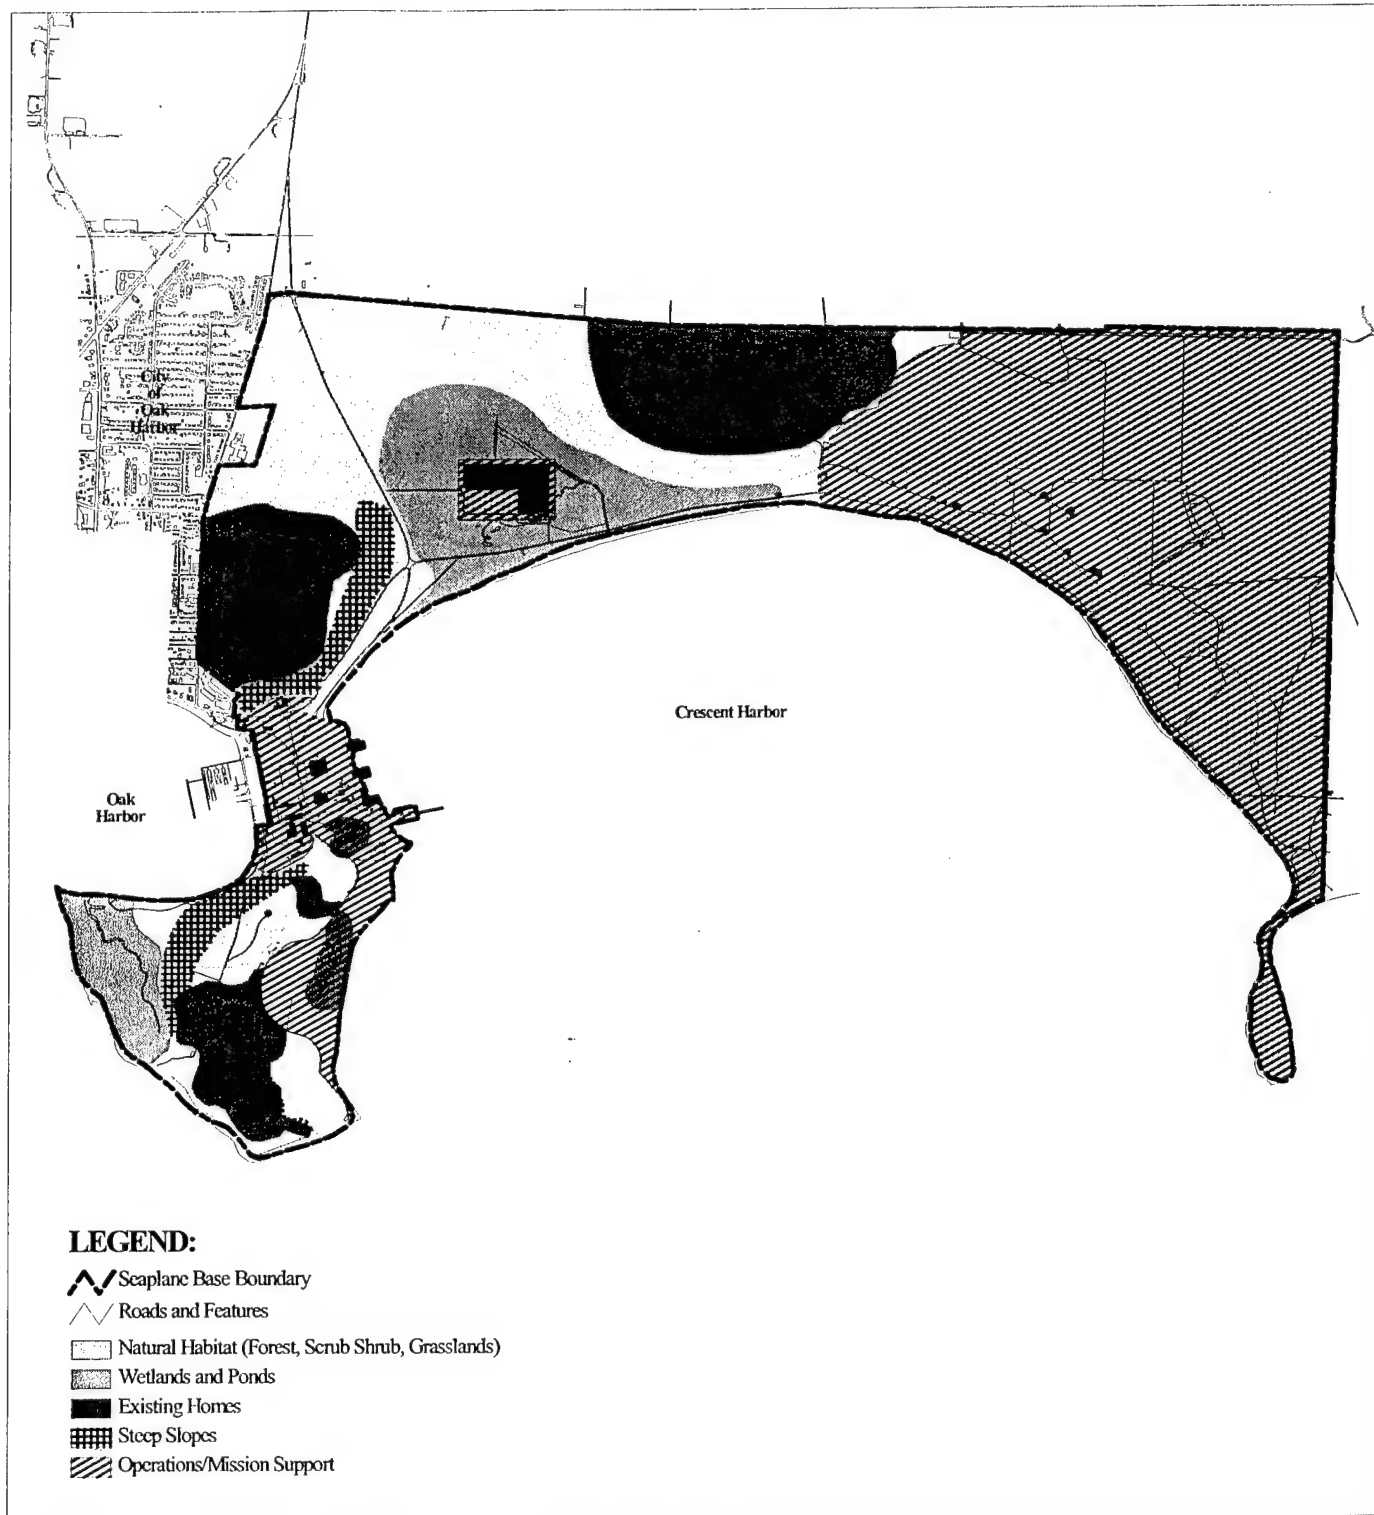 City
of
Oak
Harbor
Crescent Harbor
Oak
Harbor
LEGEND:
Seaplane Base Boundary
Roads and Features
Natural Habitat (Forest, Scrub Shrub, Grasslands)
Wetlands and Ponds
Existing Homes
Steep Slopes
Operations/Mission Support